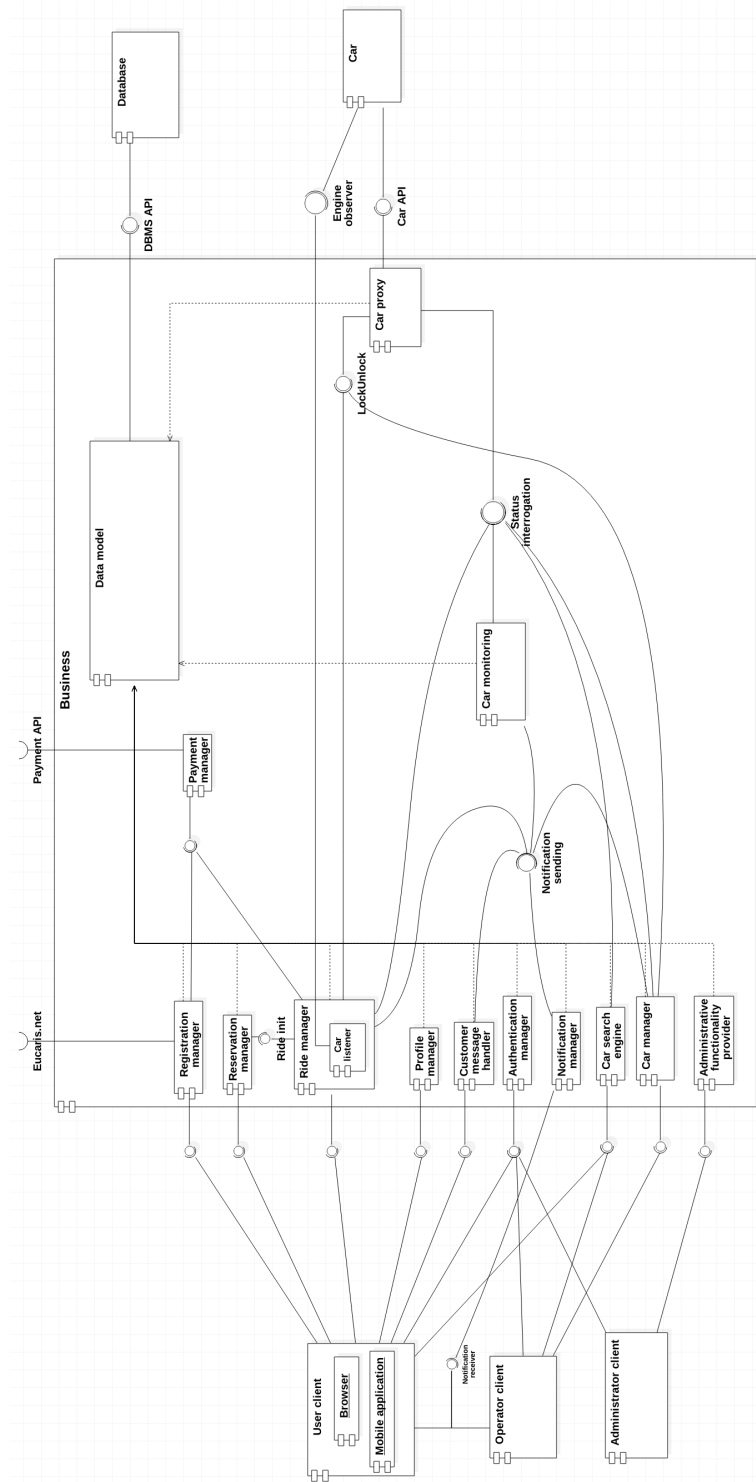 Database
DBMS API
Car
Engine
observer
Car API
Car proxy
LockUnlock
Status
interrogation
Data model
Business
Car monitoring
Payment API
Payment
manager
Notification
sending
Eucaris.net
Registration
manager
Reservation
manager
Ride init
Ride manager
Car
listener
Profile
manager
Customer
message
handler
Authentication
manager
Notification
manager
Car search
engine
Car manager
Administrative
functionality
provider
User client
Browser
Mobile application
Notification
receiver
Operator client
Administrator client